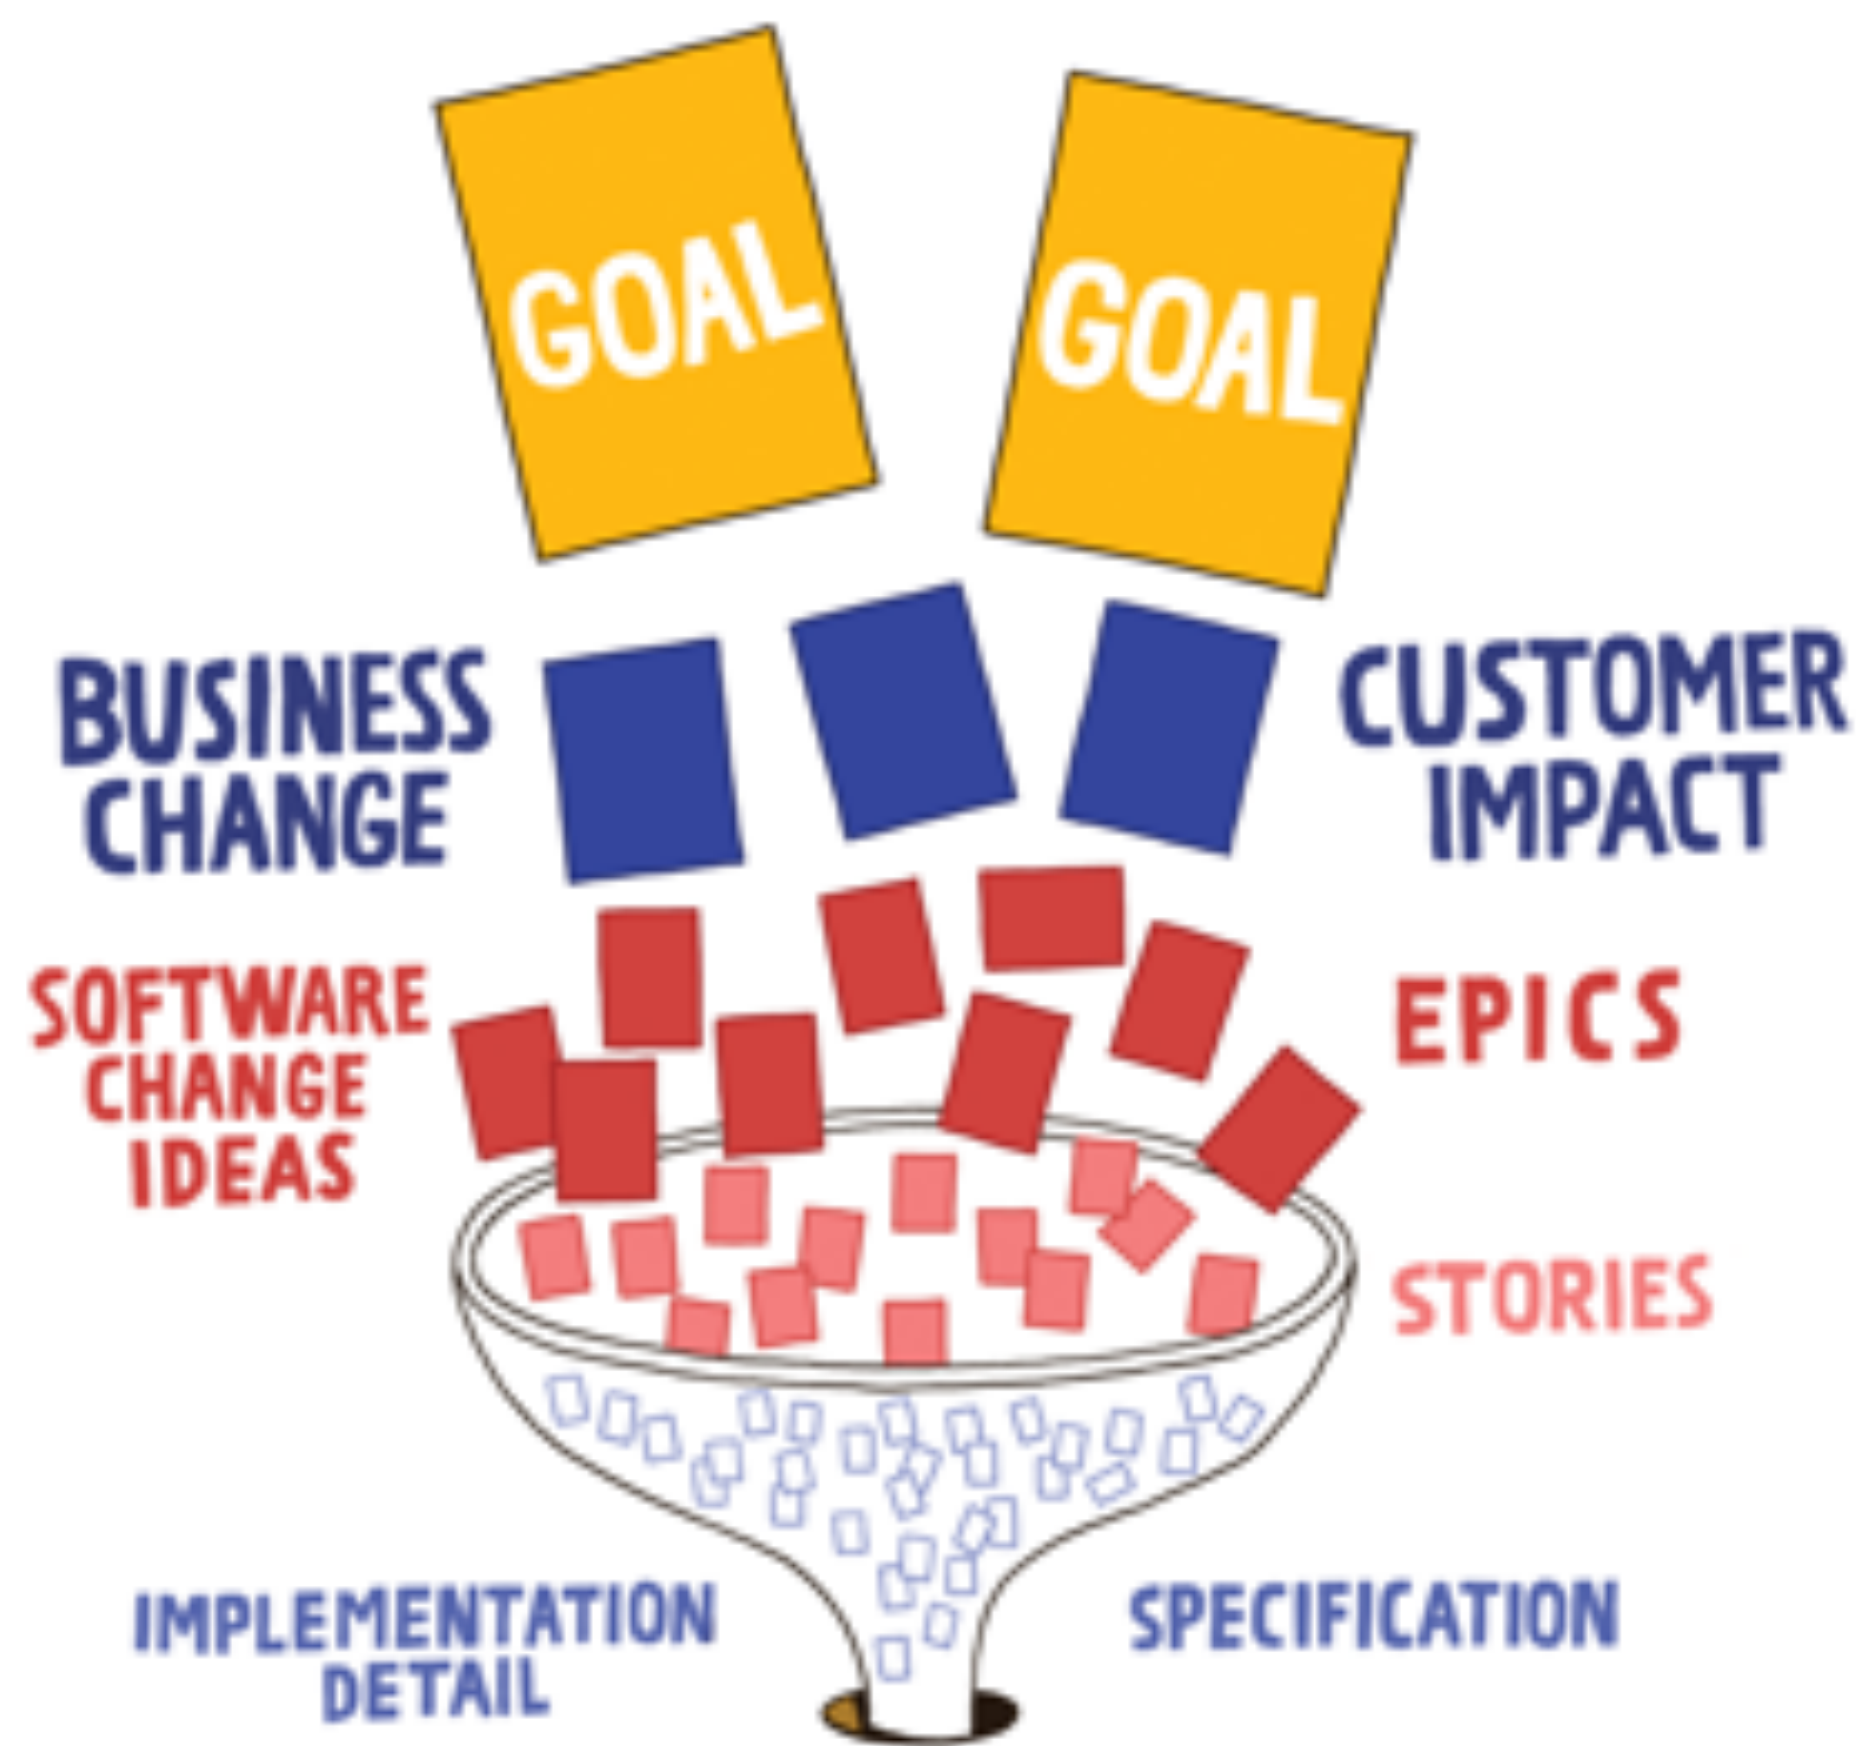 GOAL
GOAL
BUSINESS
CHANGE
CUSTOMER
IMPACT
SOFTWARE
CHANGE
IDEAS
EPICS
STORIES
IMPLEMENTATION
DETAIL
SPECIFICATION